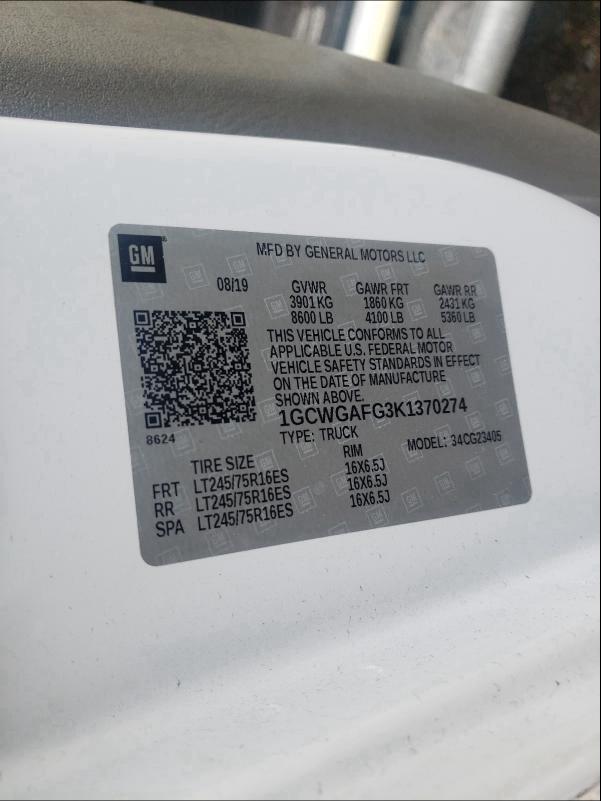 GM
MFD BY GENERAL MOTORS LLC
08/19 GVWR GAWR FRT GAWR RR
3901 KG 1860 KG 2431 KG
8600 LB 4100 LB 5360 LB
THIS VEHICLE CONFORMS TO ALL
APPLICABLE U.S. FEDERAL MOTOR
VEHICLE SAFETY STANDARDS IN EFFECT
ON THE DATE OF MANUFACTURE
SHOWN ABOVE.
1GCWGAFG3K1370274
8624 TYPE: TRUCK MODEL: 34CG23405
TIRE SIZE RIM
FRT LT245/75R16ES 16X6.5J
RR LT245/75R16ES 16X6.5J
SPA LT245/75R16ES 16X6.5J